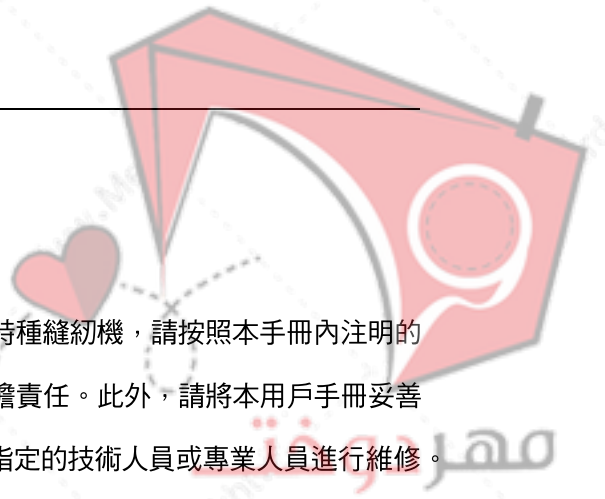 特種縫紉機，請按照本手冊內注明的
擔責任。此外，請將本用戶手冊妥善
指定的技術人員或專業人員進行維修。
مهردوخت